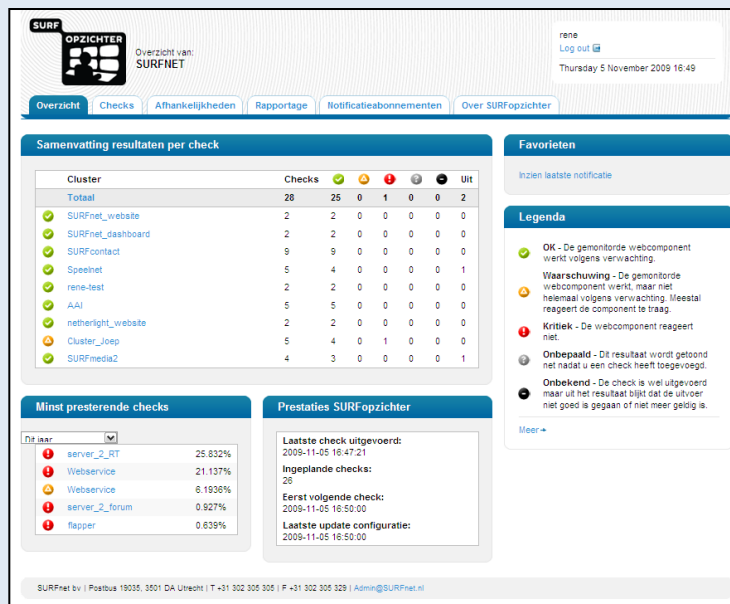 SURF
OPZICHTER
Overzicht van:
SURFNET
rene
Log out
Thursday 5 November 2009 16:49
Overzicht
Checks
Afhankelijkheden
Rapportage
Notificatieabonnementen
Over SURFopzichter
Samenvatting resultaten per check
Cluster Checks Uit
Totaal 28 25 0 1 0 0 2
SURFnet_website 2 2 0 0 0 0 0
SURFnet_dashboard 2 2 0 0 0 0 0
SURFcontact 9 9 0 0 0 0 0
Speelnet 5 4 0 0 0 0 1
rene-test 2 2 0 0 0 0 0
AAI 5 5 0 0 0 0 0
netherlight_website 2 2 0 0 0 0 0
Cluster_Joep 5 4 0 1 0 0 0
SURFmedia2 4 3 0 0 0 0 1
Favorieten
Inzien laatste notificatie
Legenda
OK - De gemonitorde webcomponent
werkt volgens verwachting.
Waarschuwing - De gemonitorde
webcomponent werkt, maar niet
helemaal volgens verwachting. Meestal
reageert de component te traag.
Kritiek - De webcomponent reageert
niet.
Onbepaald - Dit resultaat wordt getoond
net nadat u een check heeft toegevoegd.
Onbekend - De check is wel uitgevoerd
maar uit het resultaat blijkt dat de uitvoer
niet goed is gegaan of niet meer geldig is.
Meer
Minst presterende checks
Dit jaar
server_2_RT 25.832%
Webservice 21.137%
Webservice 6.1936%
server_2_forum 0.927%
flapper 0.639%
Prestaties SURFopzichter
Laatste check uitgevoerd:
2009-11-05 16:47:21
Ingeplande checks:
26
Eerst volgende check:
2009-11-05 16:50:00
Laatste update configuratie:
2009-11-05 16:50:00
SURFnet bv | Postbus 19035, 3501 DA Utrecht | T +31 302 305 305 | F +31 302 305 329 | Admin@SURFnet.nl